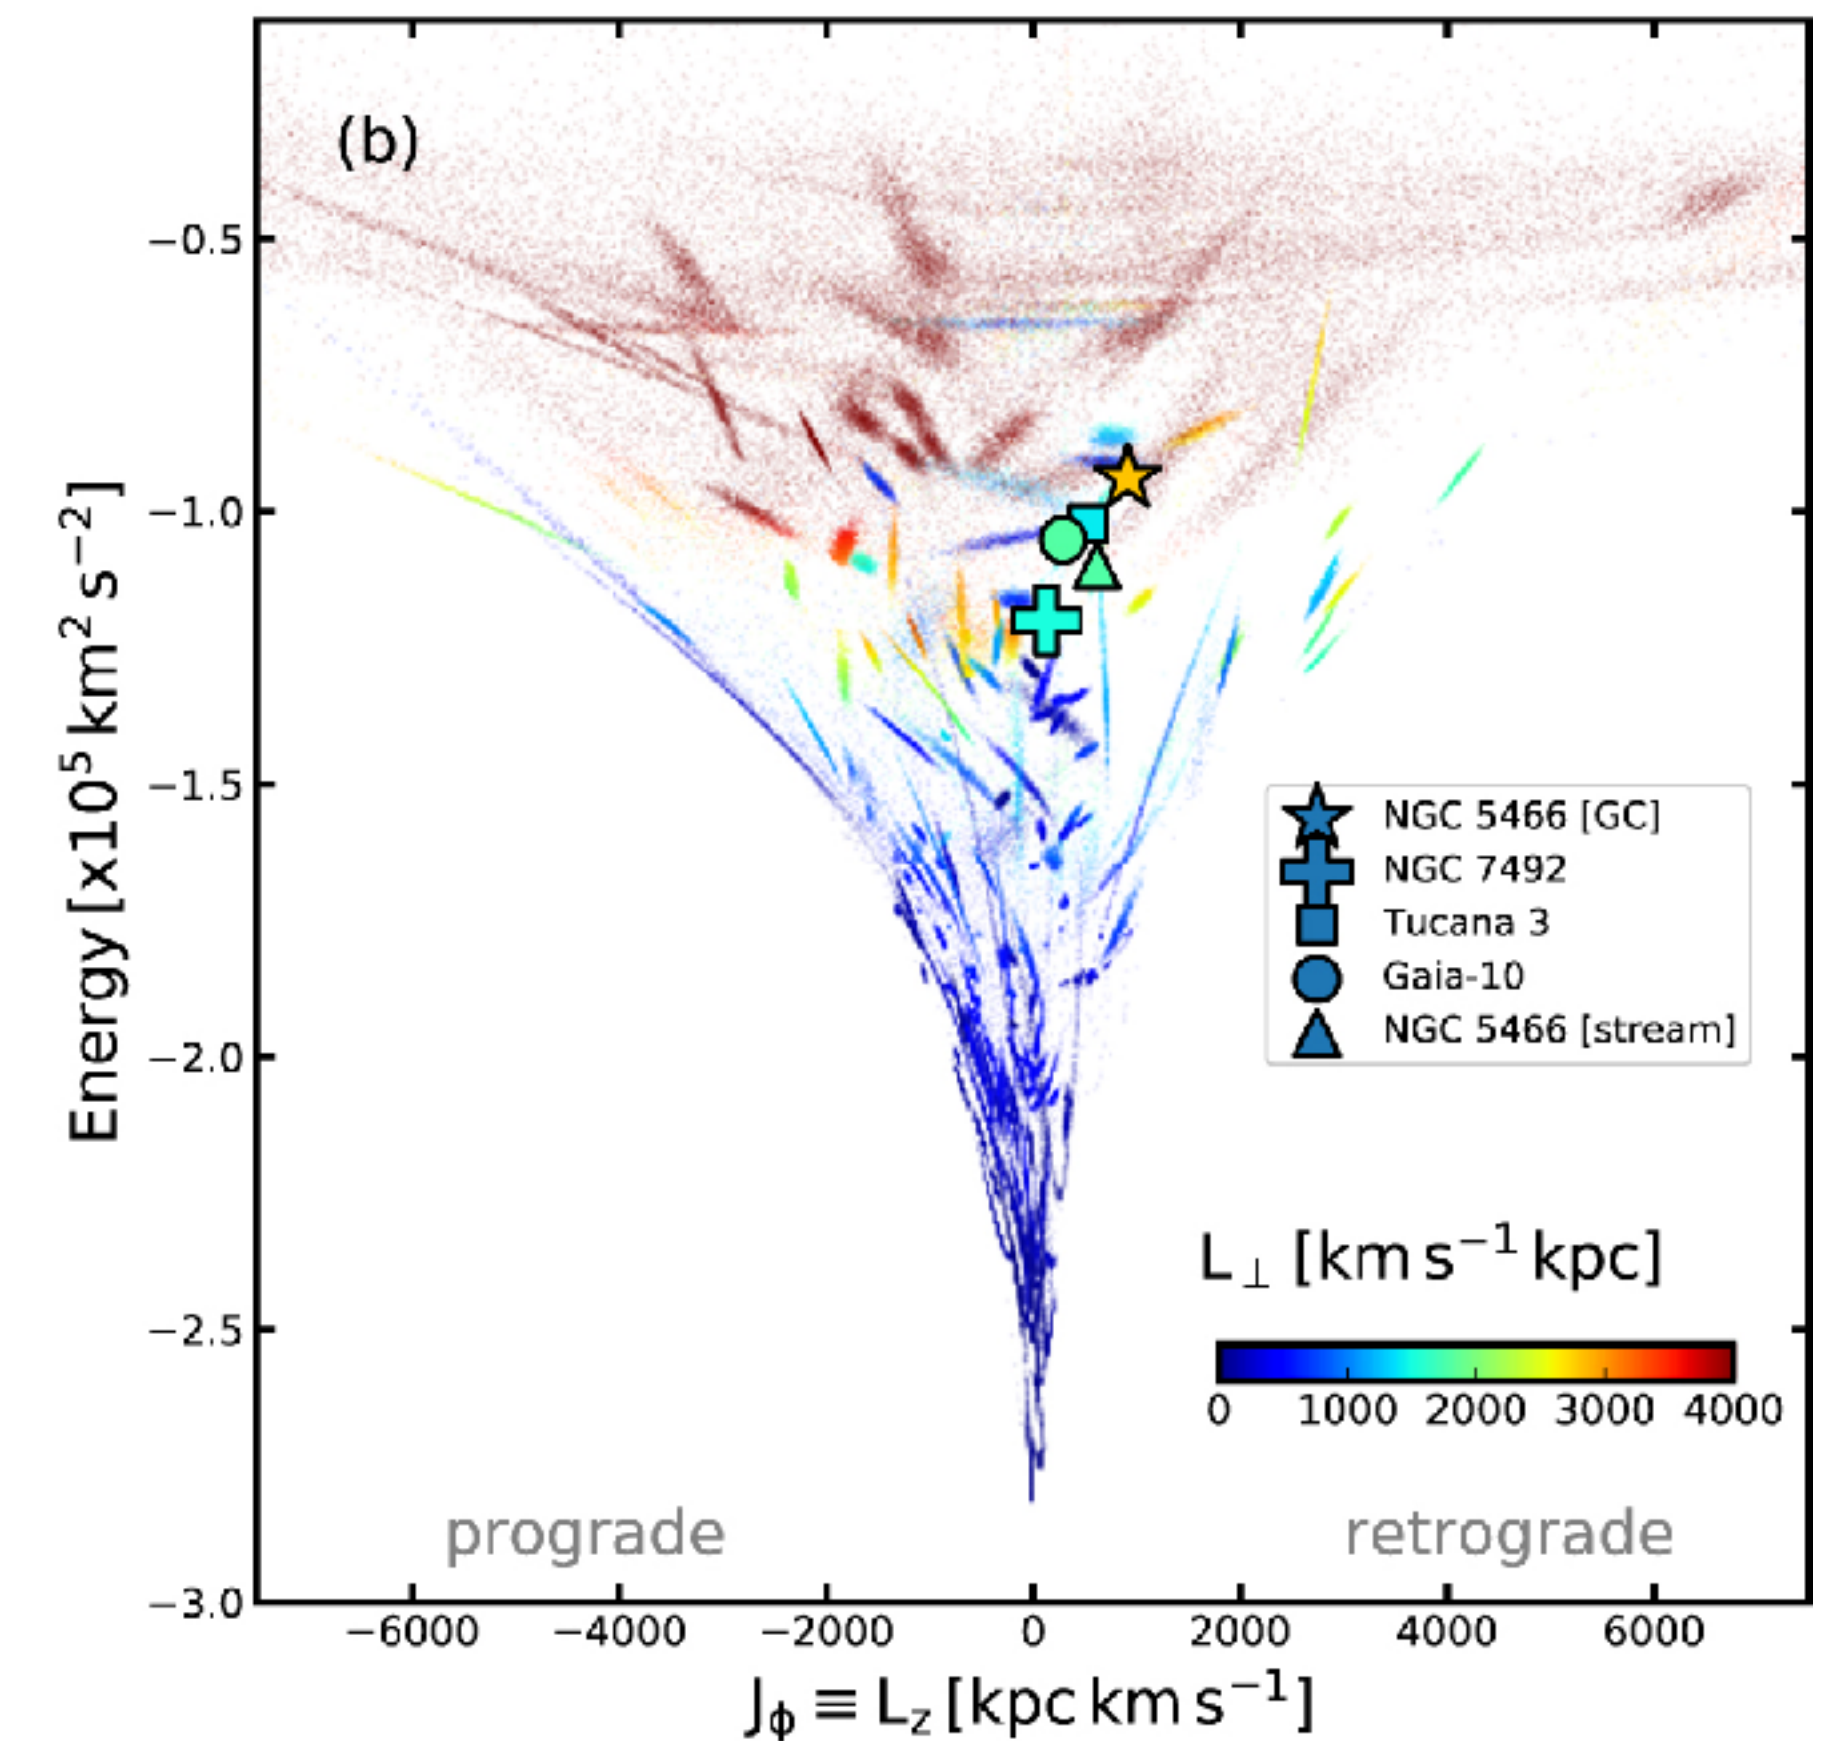 (b)
−0.5
−1.0
−1.5
−2.0
−2.5
−3.0
Energy [x10⁵ km² s⁻²]
NGC 5466 [GC]
NGC 7492
Tucana 3
Gaia-10
NGC 5466 [stream]
L⊥ [km s⁻¹ kpc]
0 1000 2000 3000 4000
prograde retrograde
−6000 −4000 −2000 0 2000 4000 6000
J_ϕ ≡ L_z [kpc km s⁻¹]